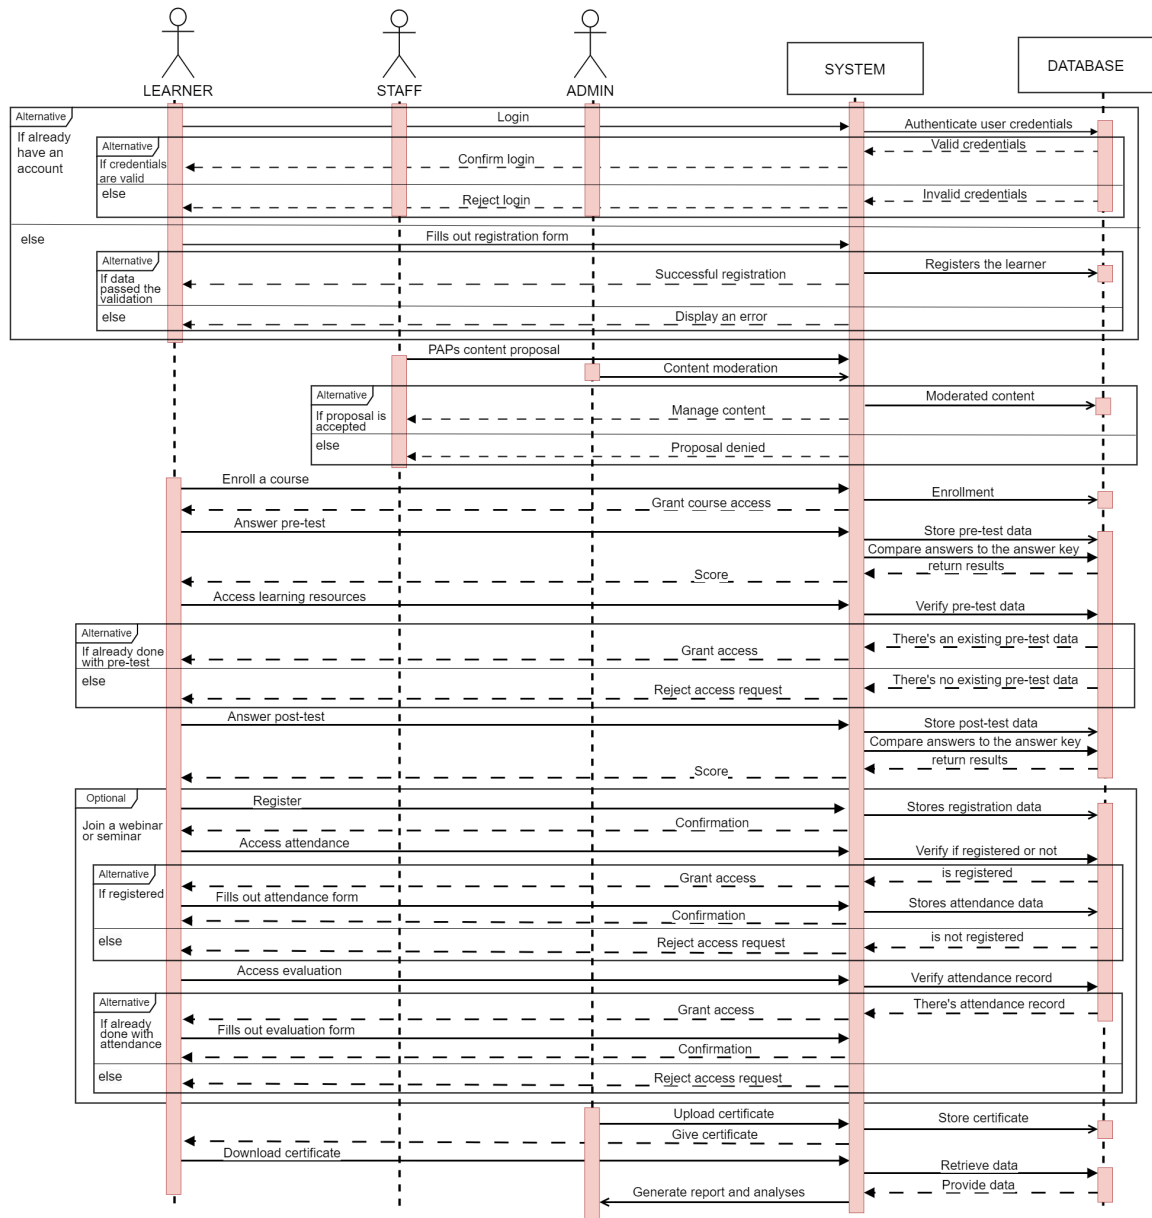 LEARNER
STAFF
ADMIN
SYSTEM
DATABASE
Alternative
If already
have an
account
Login
Authenticate user credentials
Alternative
If credentials
are valid
Valid credentials
Confirm login
else
Invalid credentials
Reject login
else
Fills out registration form
Alternative
If data
passed the
validation
Registers the learner
Successful registration
else
Display an error
PAPs content proposal
Content moderation
Alternative
If proposal is
accepted
Moderated content
Manage content
else
Proposal denied
Enroll a course
Enrollment
Grant course access
Answer pre-test
Store pre-test data
Compare answers to the answer key
return results
Score
Access learning resources
Verify pre-test data
Alternative
If already done
with pre-test
There's an existing pre-test data
Grant access
else
There's no existing pre-test data
Reject access request
Answer post-test
Store post-test data
Compare answers to the answer key
return results
Score
Optional
Join a webinar
or seminar
Register
Stores registration data
Confirmation
Access attendance
Verify if registered or not
Alternative
If registered
is registered
Grant access
Fills out attendance form
Stores attendance data
Confirmation
else
is not registered
Reject access request
Access evaluation
Verify attendance record
Alternative
If already
done with
attendance
There's attendance record
Grant access
Fills out evaluation form
Confirmation
else
Reject access request
Upload certificate
Store certificate
Give certificate
Download certificate
Retrieve data
Provide data
Generate report and analyses